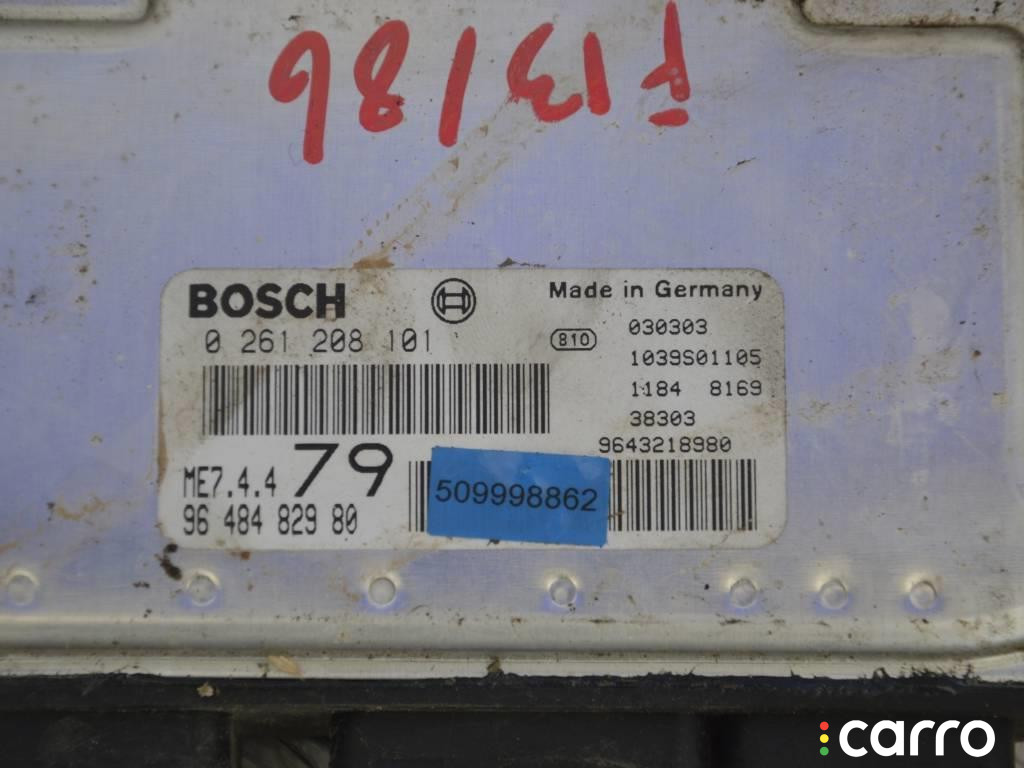 BOSCH
Made in Germany
0 261 208 101
810
030303
1039S01105
1184 8169
38303
9643218980
ME7.4.4 79
96 484 829 80
509998862
carro